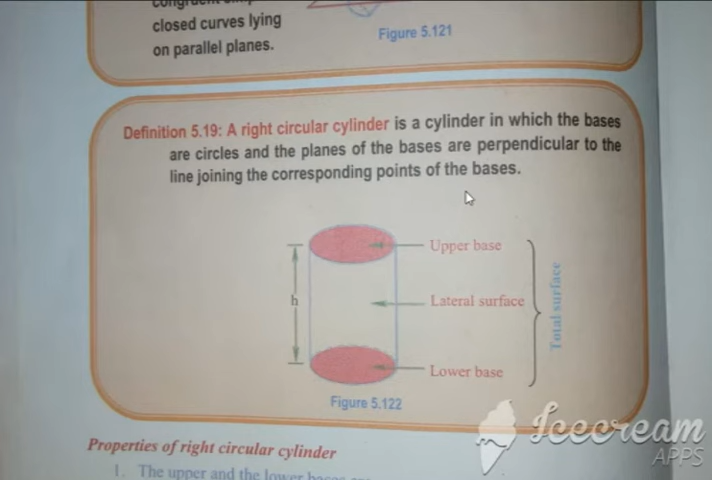 closed curves lying
on parallel planes.
Figure 5.121
Definition 5.19: A right circular cylinder is a cylinder in which the bases
are circles and the planes of the bases are perpendicular to the
line joining the corresponding points of the bases.
Upper base
h
Lateral surface
Total surface
Lower base
Figure 5.122
Properties of right circular cylinder
1. The upper and the lower bases are
Icecream
APPS